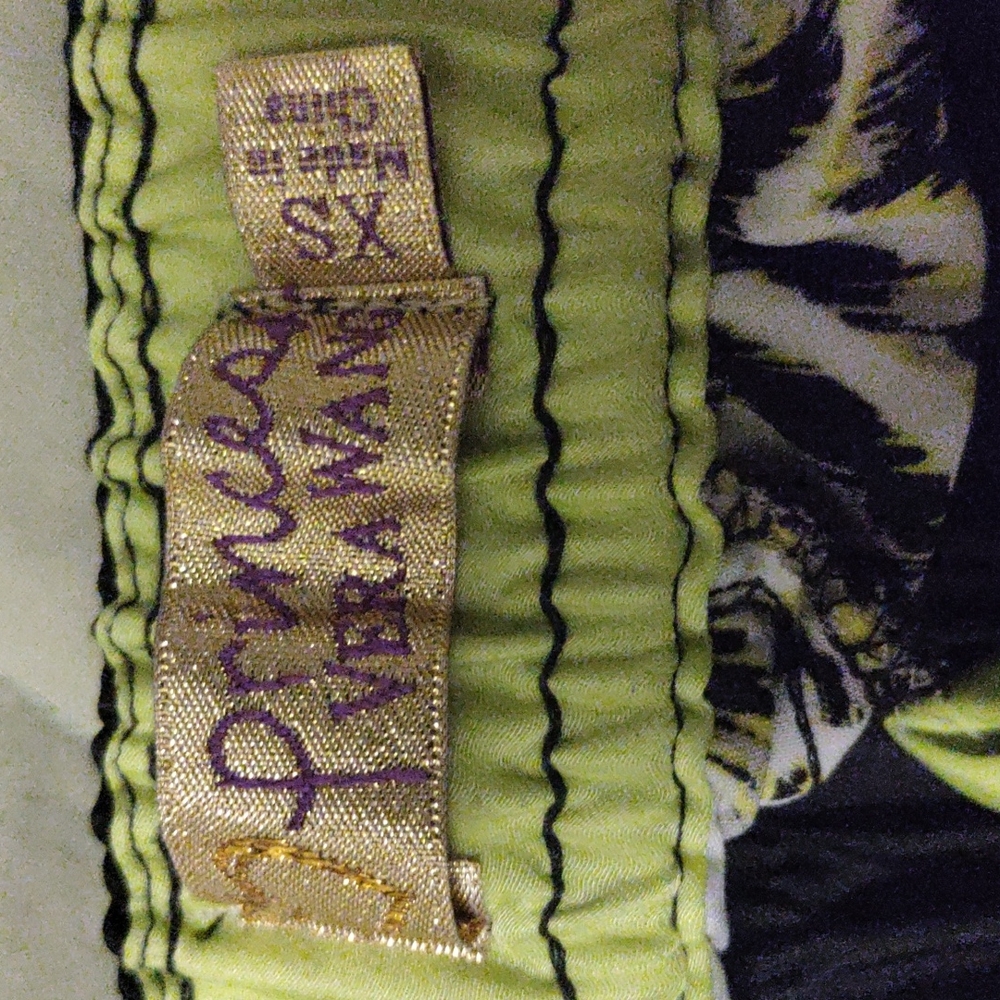 princess
VERA WANG
XS
Made in
China